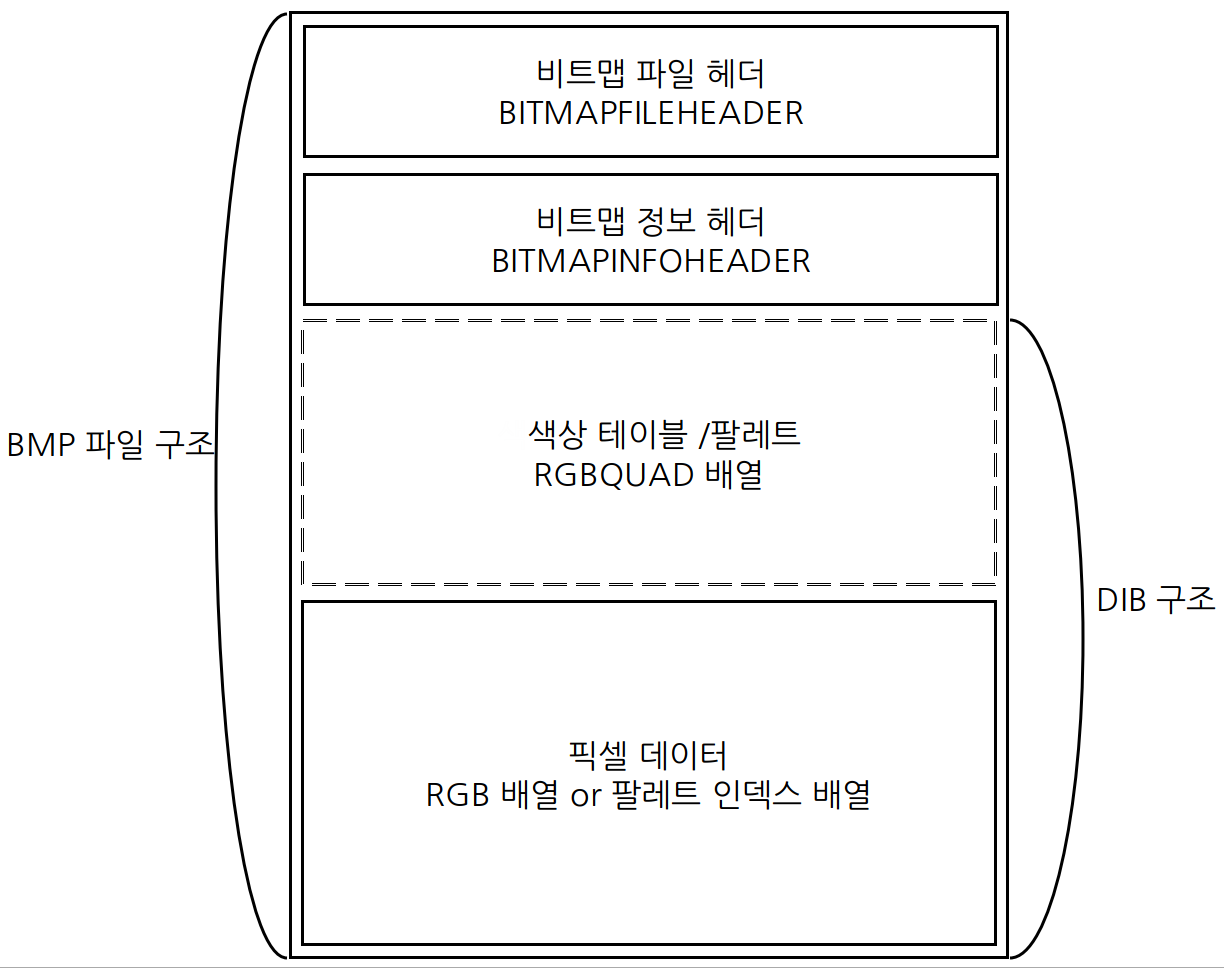 비트맵 파일 헤더
BITMAPFILEHEADER
비트맵 정보 헤더
BITMAPINFOHEADER
색상 테이블 /팔레트
RGBQUAD 배열
BMP 파일 구조
DIB 구조
픽셀 데이터
RGB 배열 or 팔레트 인덱스 배열